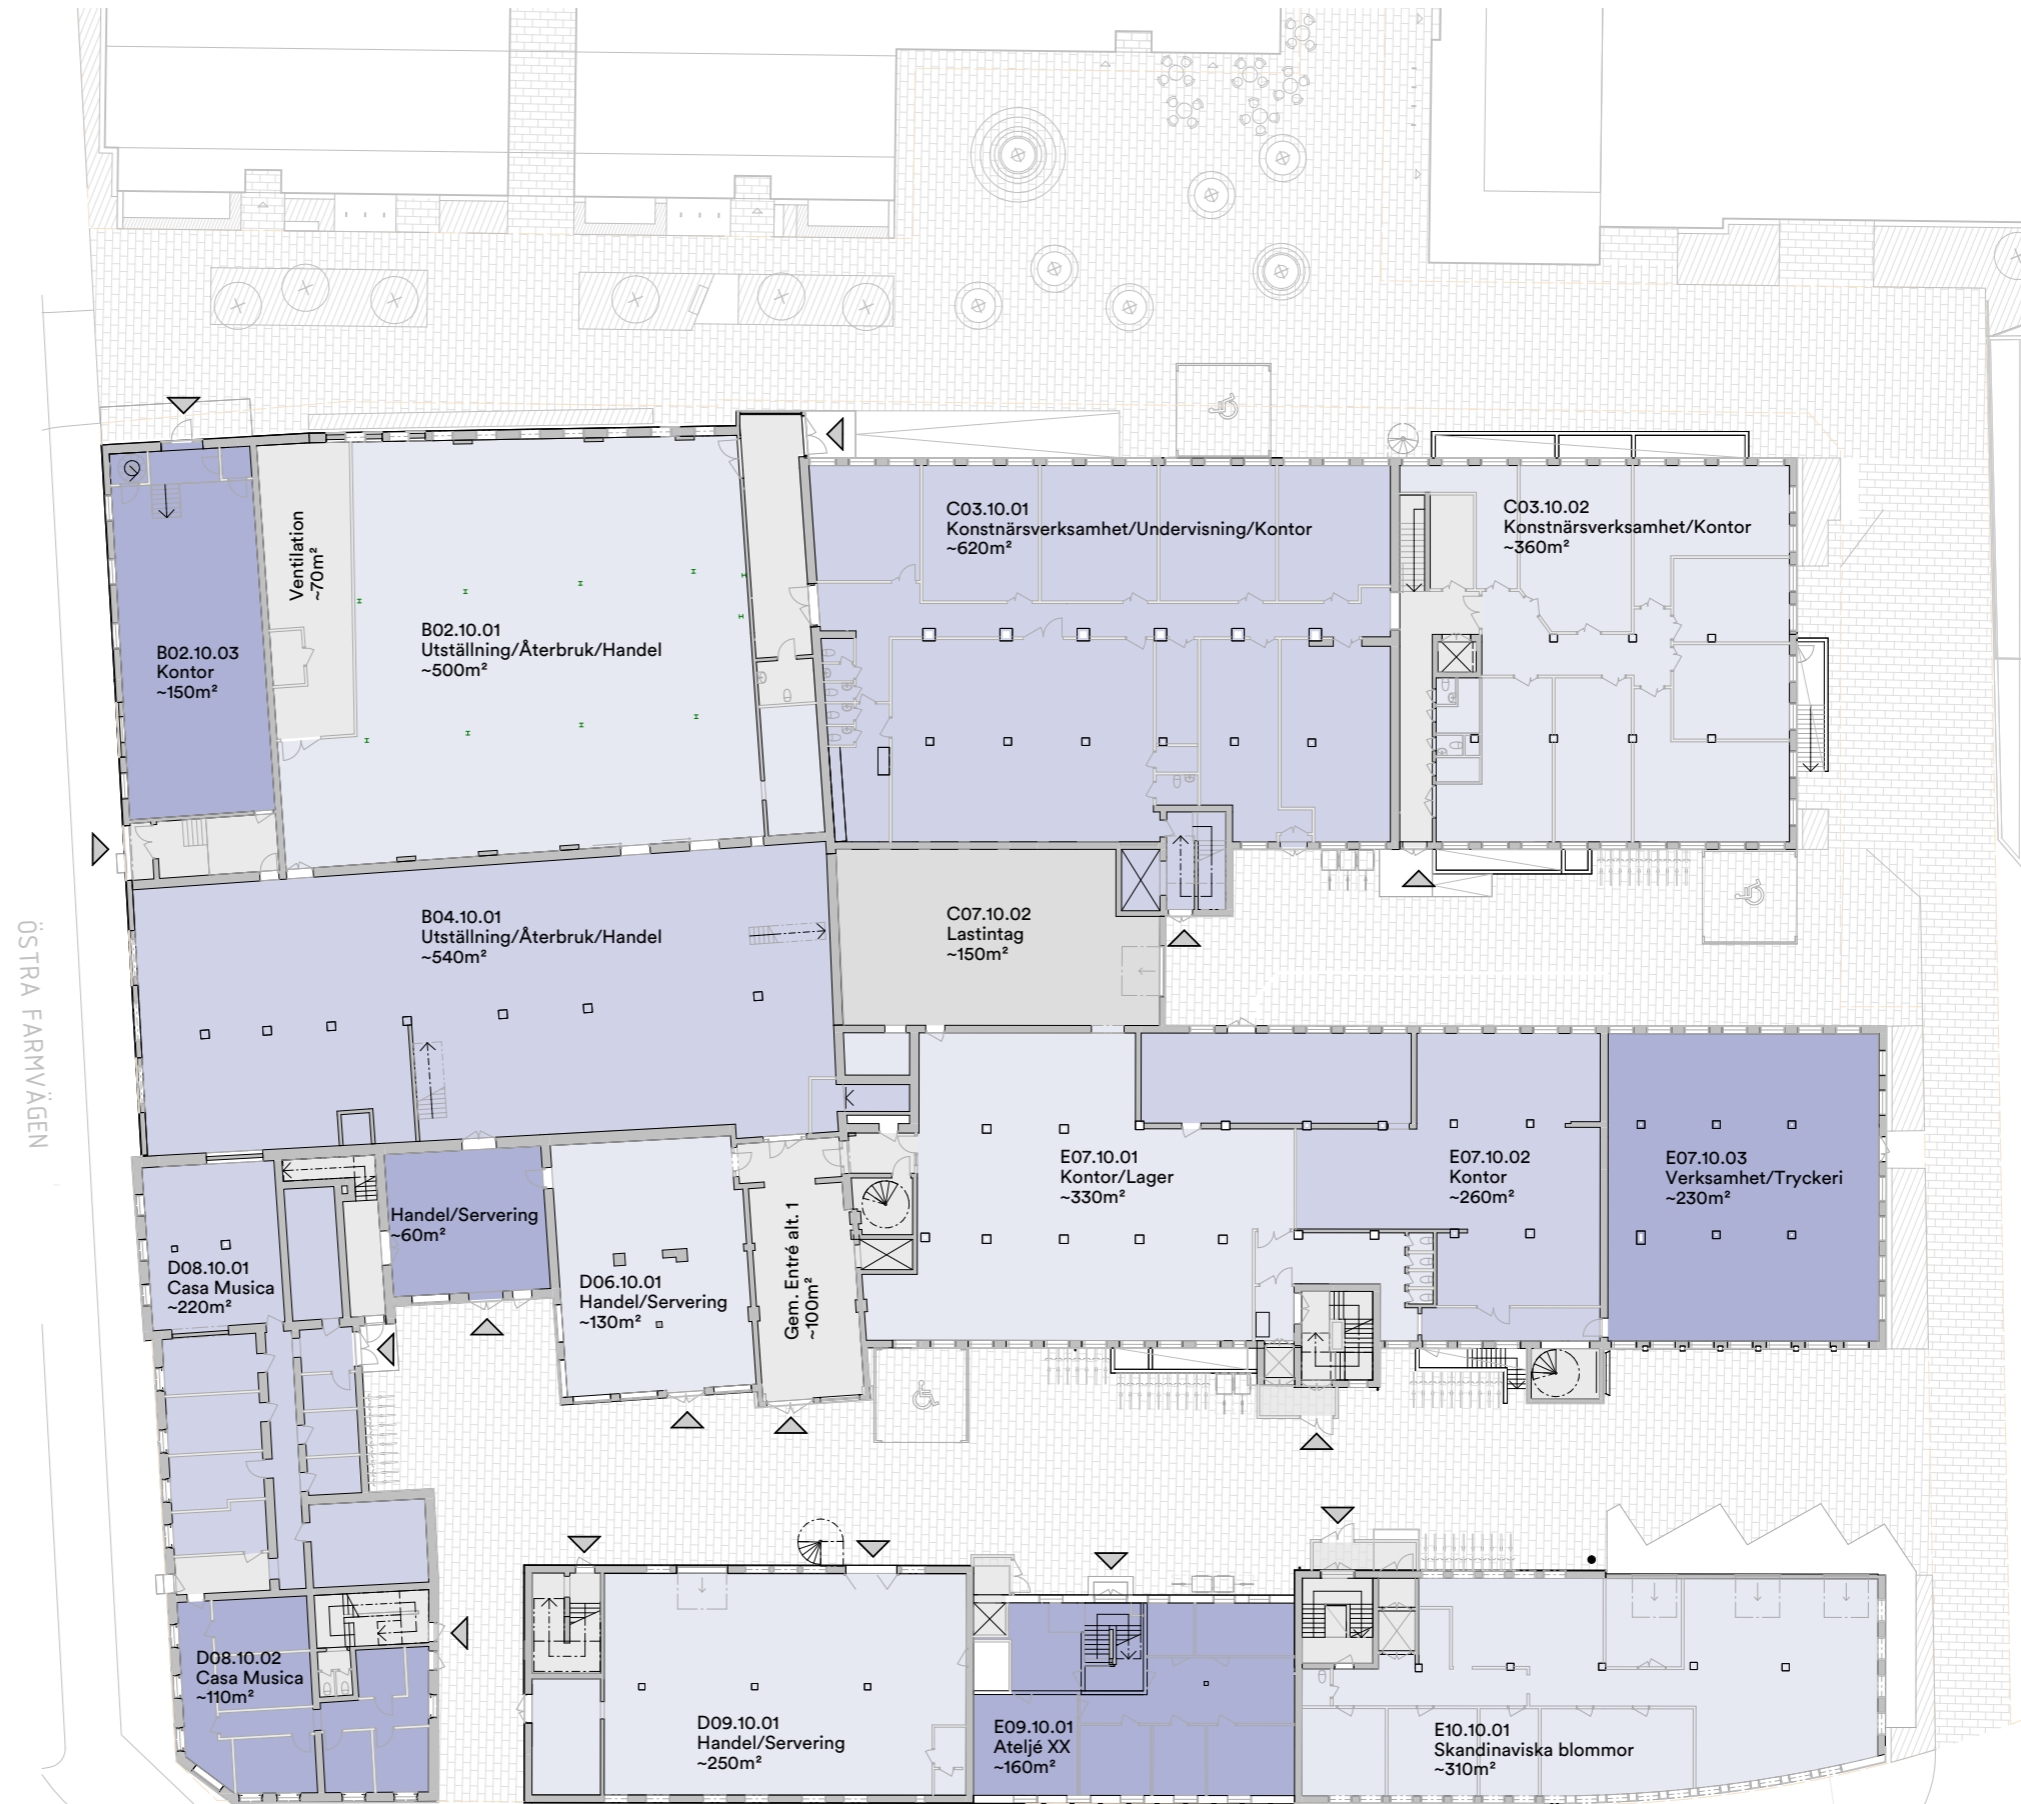 C03.10.01
Konstnärsverksamhet/Undervisning/Kontor
~620m²
C03.10.02
Konstnärsverksamhet/Kontor
~360m²
Ventilation
~70m²
B02.10.01
Utställning/Återbruk/Handel
~500m²
B02.10.03
Kontor
~150m²
B04.10.01
Utställning/Återbruk/Handel
~540m²
C07.10.02
Lastintag
~150m²
ÖSTRA FARMVÄGEN
E07.10.01
Kontor/Lager
~330m²
E07.10.02
Kontor
~260m²
E07.10.03
Verksamhet/Tryckeri
~230m²
Handel/Servering
~60m²
D08.10.01
Casa Musica
~220m²
D06.10.01
Handel/Servering
~130m²
Gem. Entré alt. 1
~100m²
D08.10.02
Casa Musica
~110m²
D09.10.01
Handel/Servering
~250m²
E09.10.01
Ateljé XX
~160m²
E10.10.01
Skandinaviska blommor
~310m²